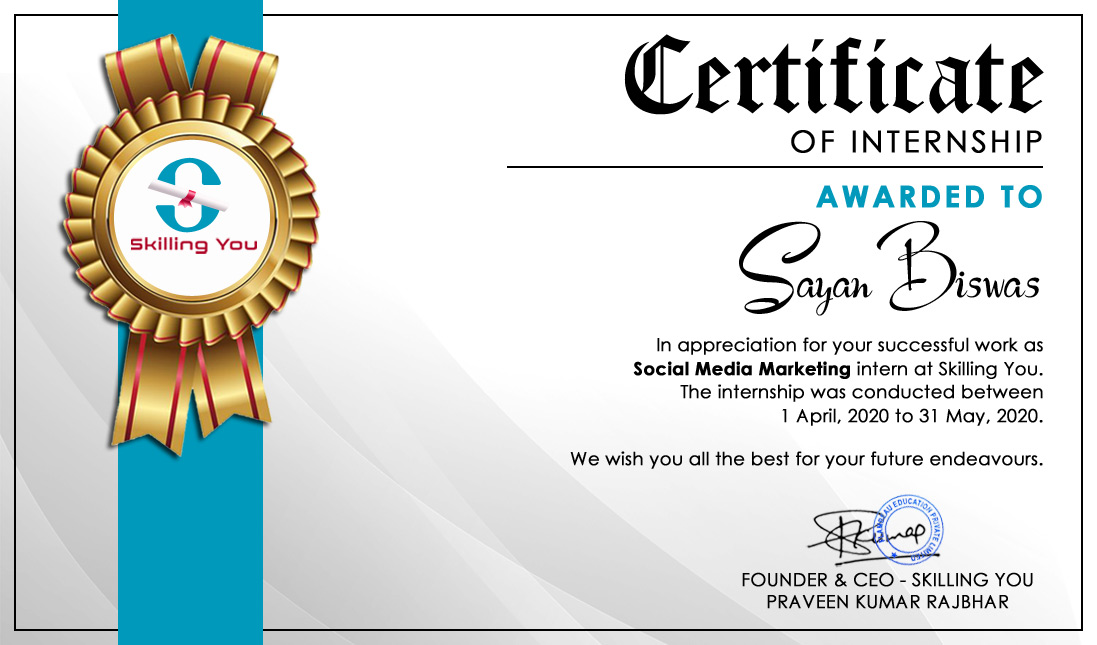 Certificate
OF INTERNSHIP
AWARDED TO
Sayan Biswas
Skilling You
In appreciation for your successful work as
Social Media Marketing intern at Skilling You.
The internship was conducted between
1 April, 2020 to 31 May, 2020.
We wish you all the best for your future endeavours.
EDUCATION PRIVATE LIMITED
FOUNDER & CEO - SKILLING YOU
PRAVEEN KUMAR RAJBHAR